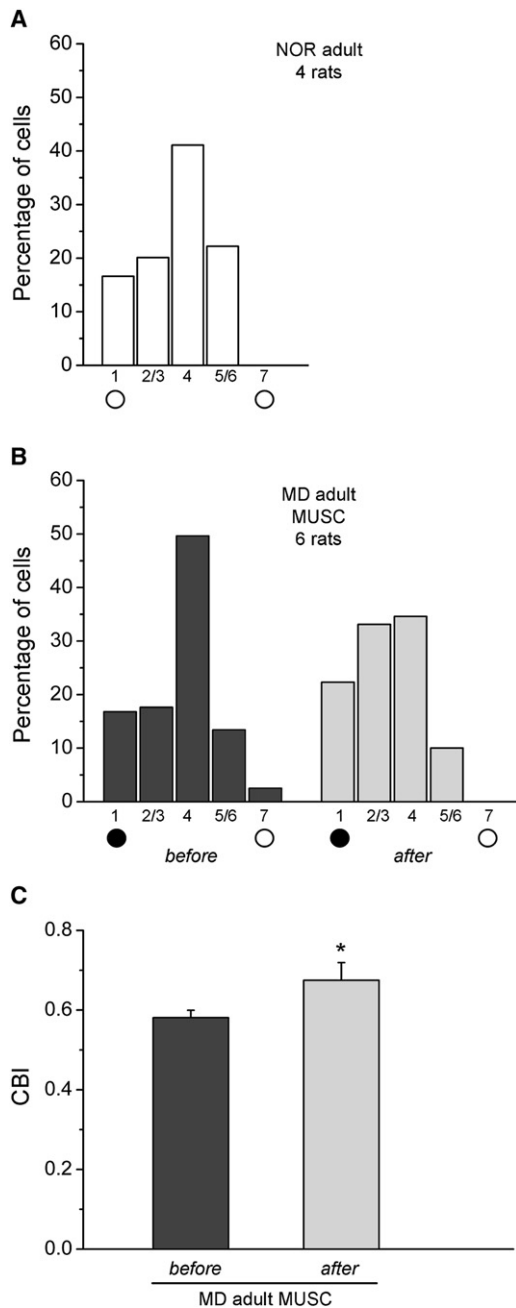 A
NOR adult
4 rats
Percentage of cells
60
50
40
30
20
10
0
1 2/3 4 5/6 7
B
MD adult
MUSC
6 rats
Percentage of cells
60
50
40
30
20
10
0
1 2/3 4 5/6 7 1 2/3 4 5/6 7
before after
C
CBI
0.8
0.6
0.4
0.2
0.0
*
before after
MD adult MUSC